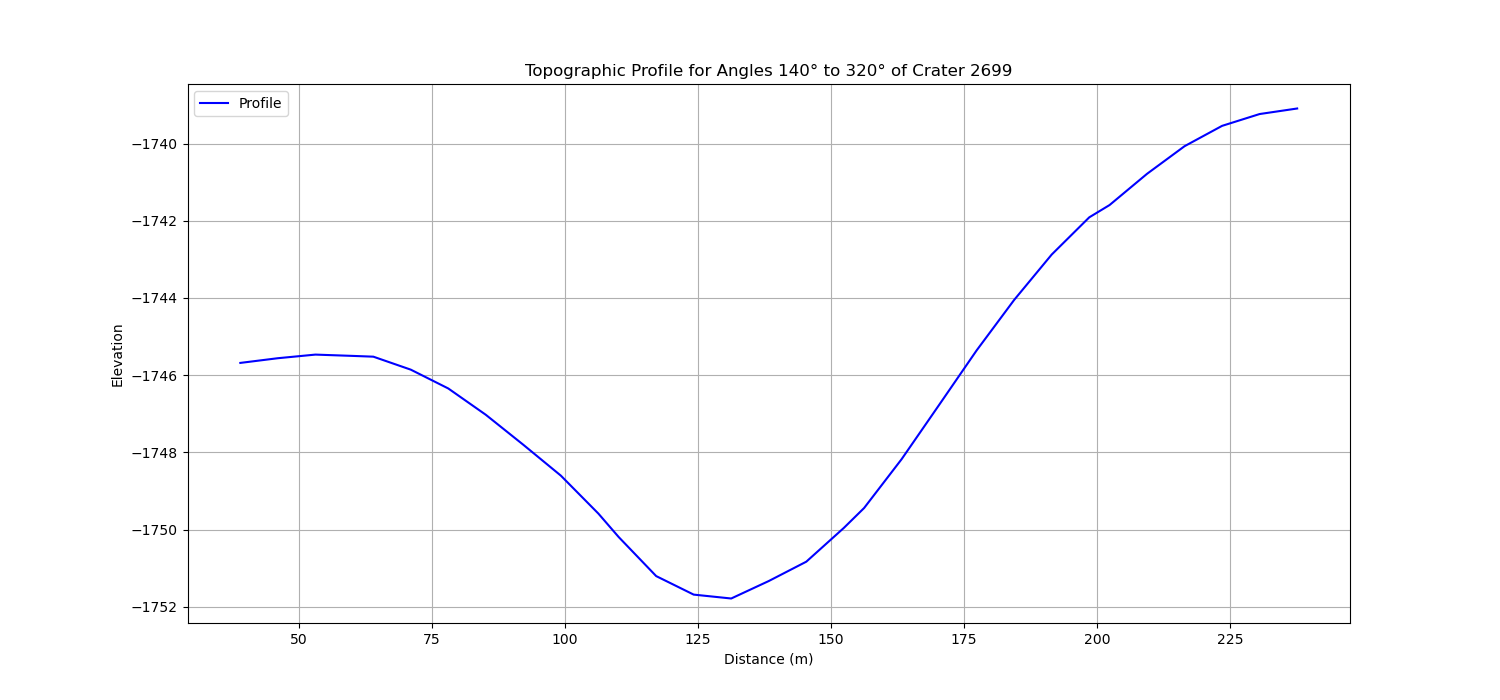 Topographic Profile for Angles 140° to 320° of Crater 2699
Profile
−1740
−1742
−1744
−1746
−1748
−1750
−1752
Elevation
50 75 100 125 150 175 200 225
Distance (m)